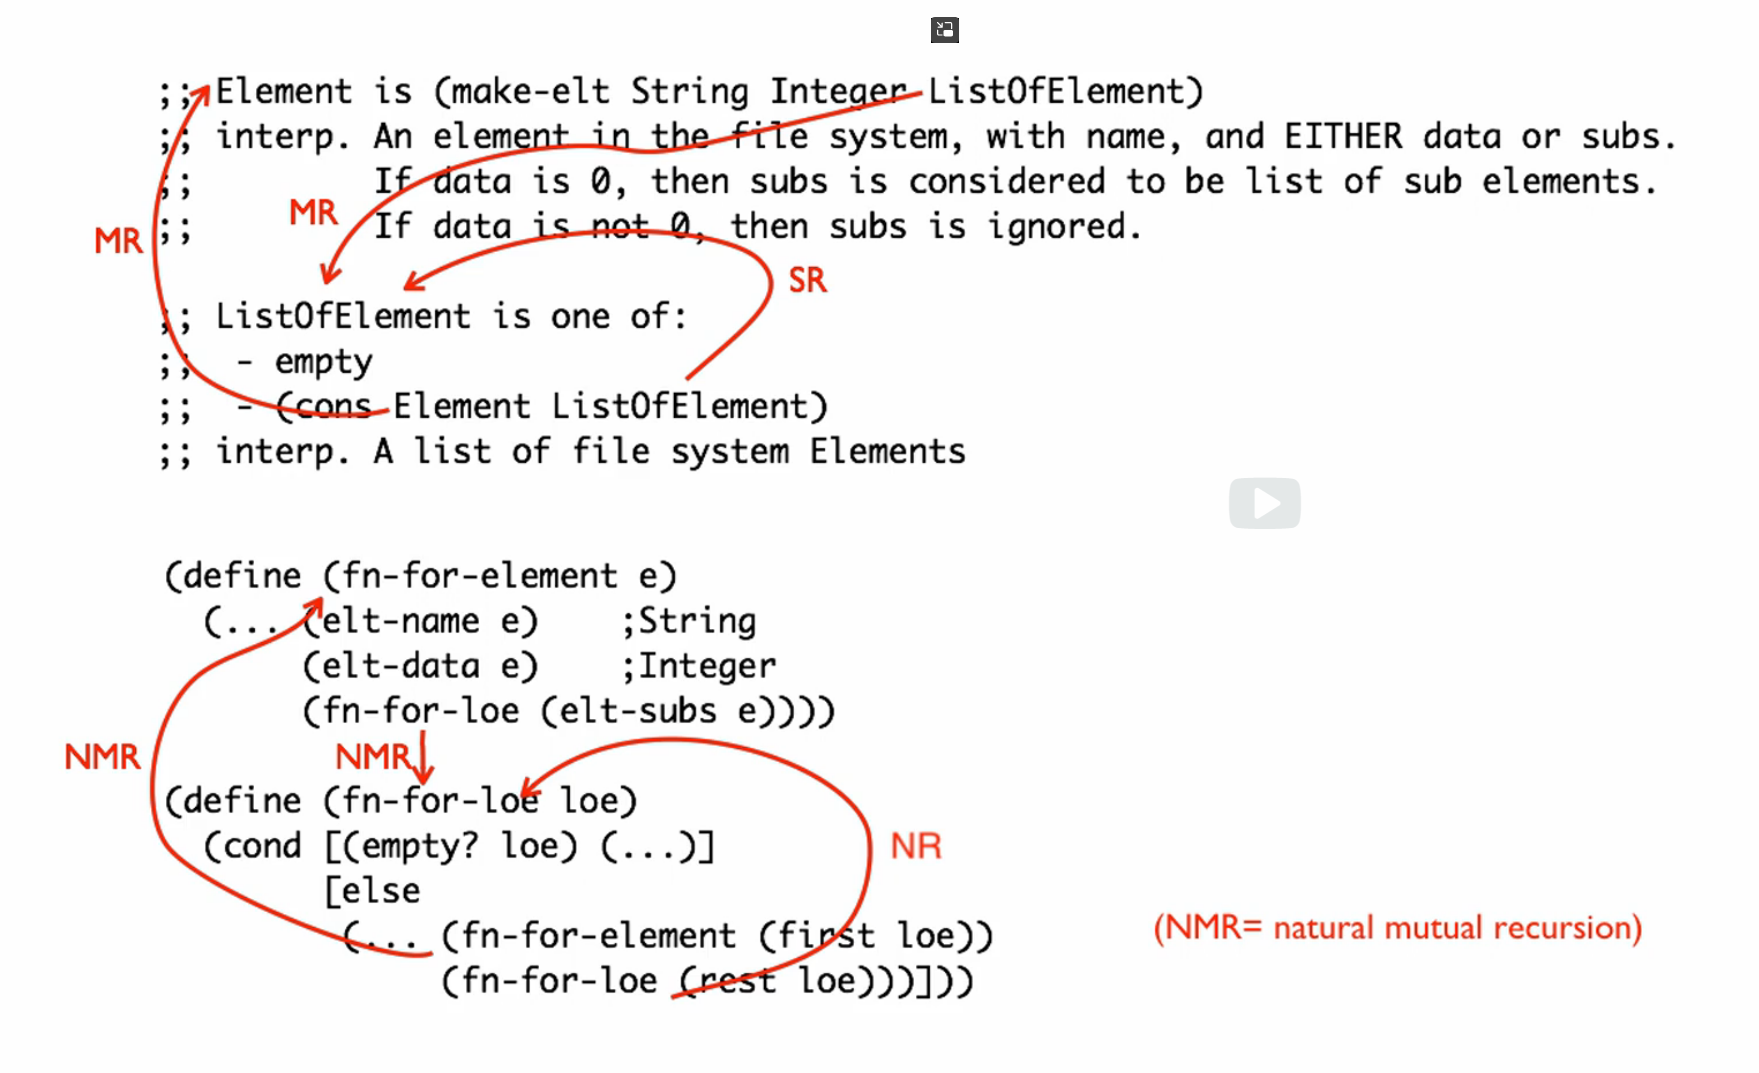 ;; Element is (make-elt String Integer ListOfElement)
;; interp. An element in the file system, with name, and EITHER data or subs.
;;         If data is 0, then subs is considered to be list of sub elements.
MR
;;         If data is not 0, then subs is ignored.
MR
SR
;; ListOfElement is one of:
;;  - empty
;;  - (cons Element ListOfElement)
;; interp. A list of file system Elements
(define (fn-for-element e)
  (... (elt-name e)    ;String
       (elt-data e)    ;Integer
       (fn-for-loe (elt-subs e))))
NMR
NMR
(define (fn-for-loe loe)
  (cond [(empty? loe) (...)]
NR
        [else
         (... (fn-for-element (first loe))
(NMR= natural mutual recursion)
              (fn-for-loe (rest loe)))]))